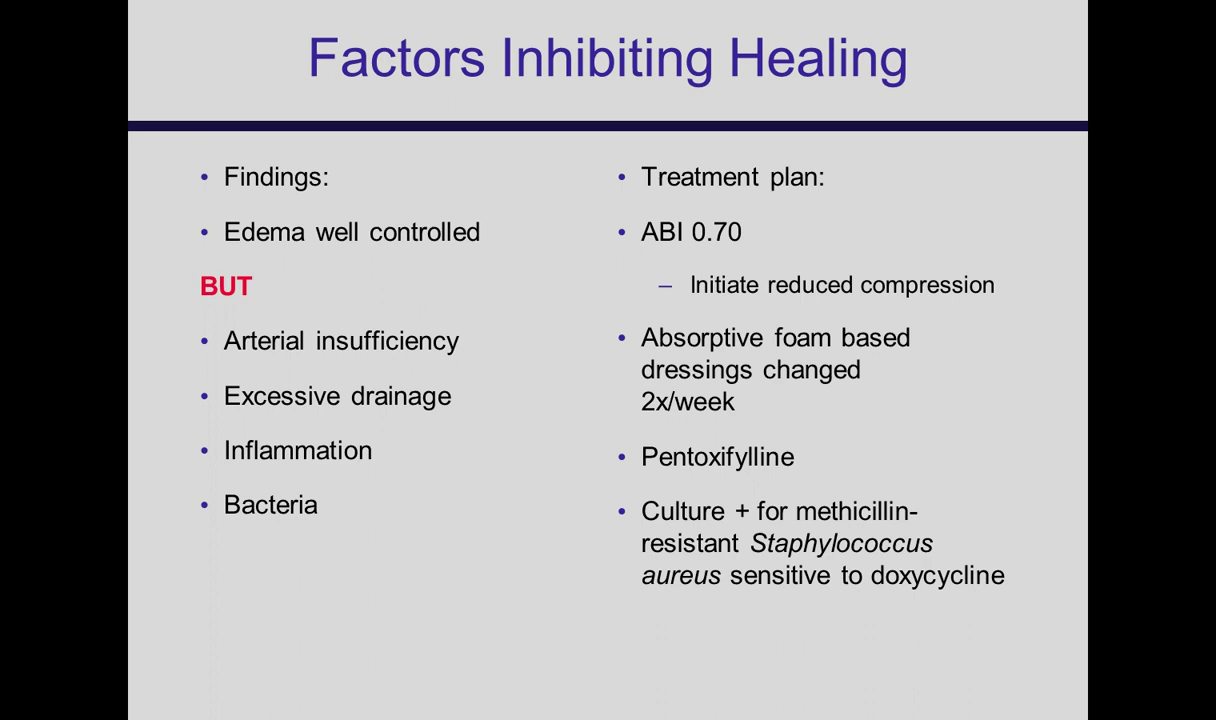 Factors Inhibiting Healing
• Findings:
• Edema well controlled
BUT
• Arterial insufficiency
• Excessive drainage
• Inflammation
• Bacteria
• Treatment plan:
• ABI 0.70
– Initiate reduced compression
• Absorptive foam based
dressings changed
2x/week
• Pentoxifylline
• Culture + for methicillin-
resistant Staphylococcus
aureus sensitive to doxycycline